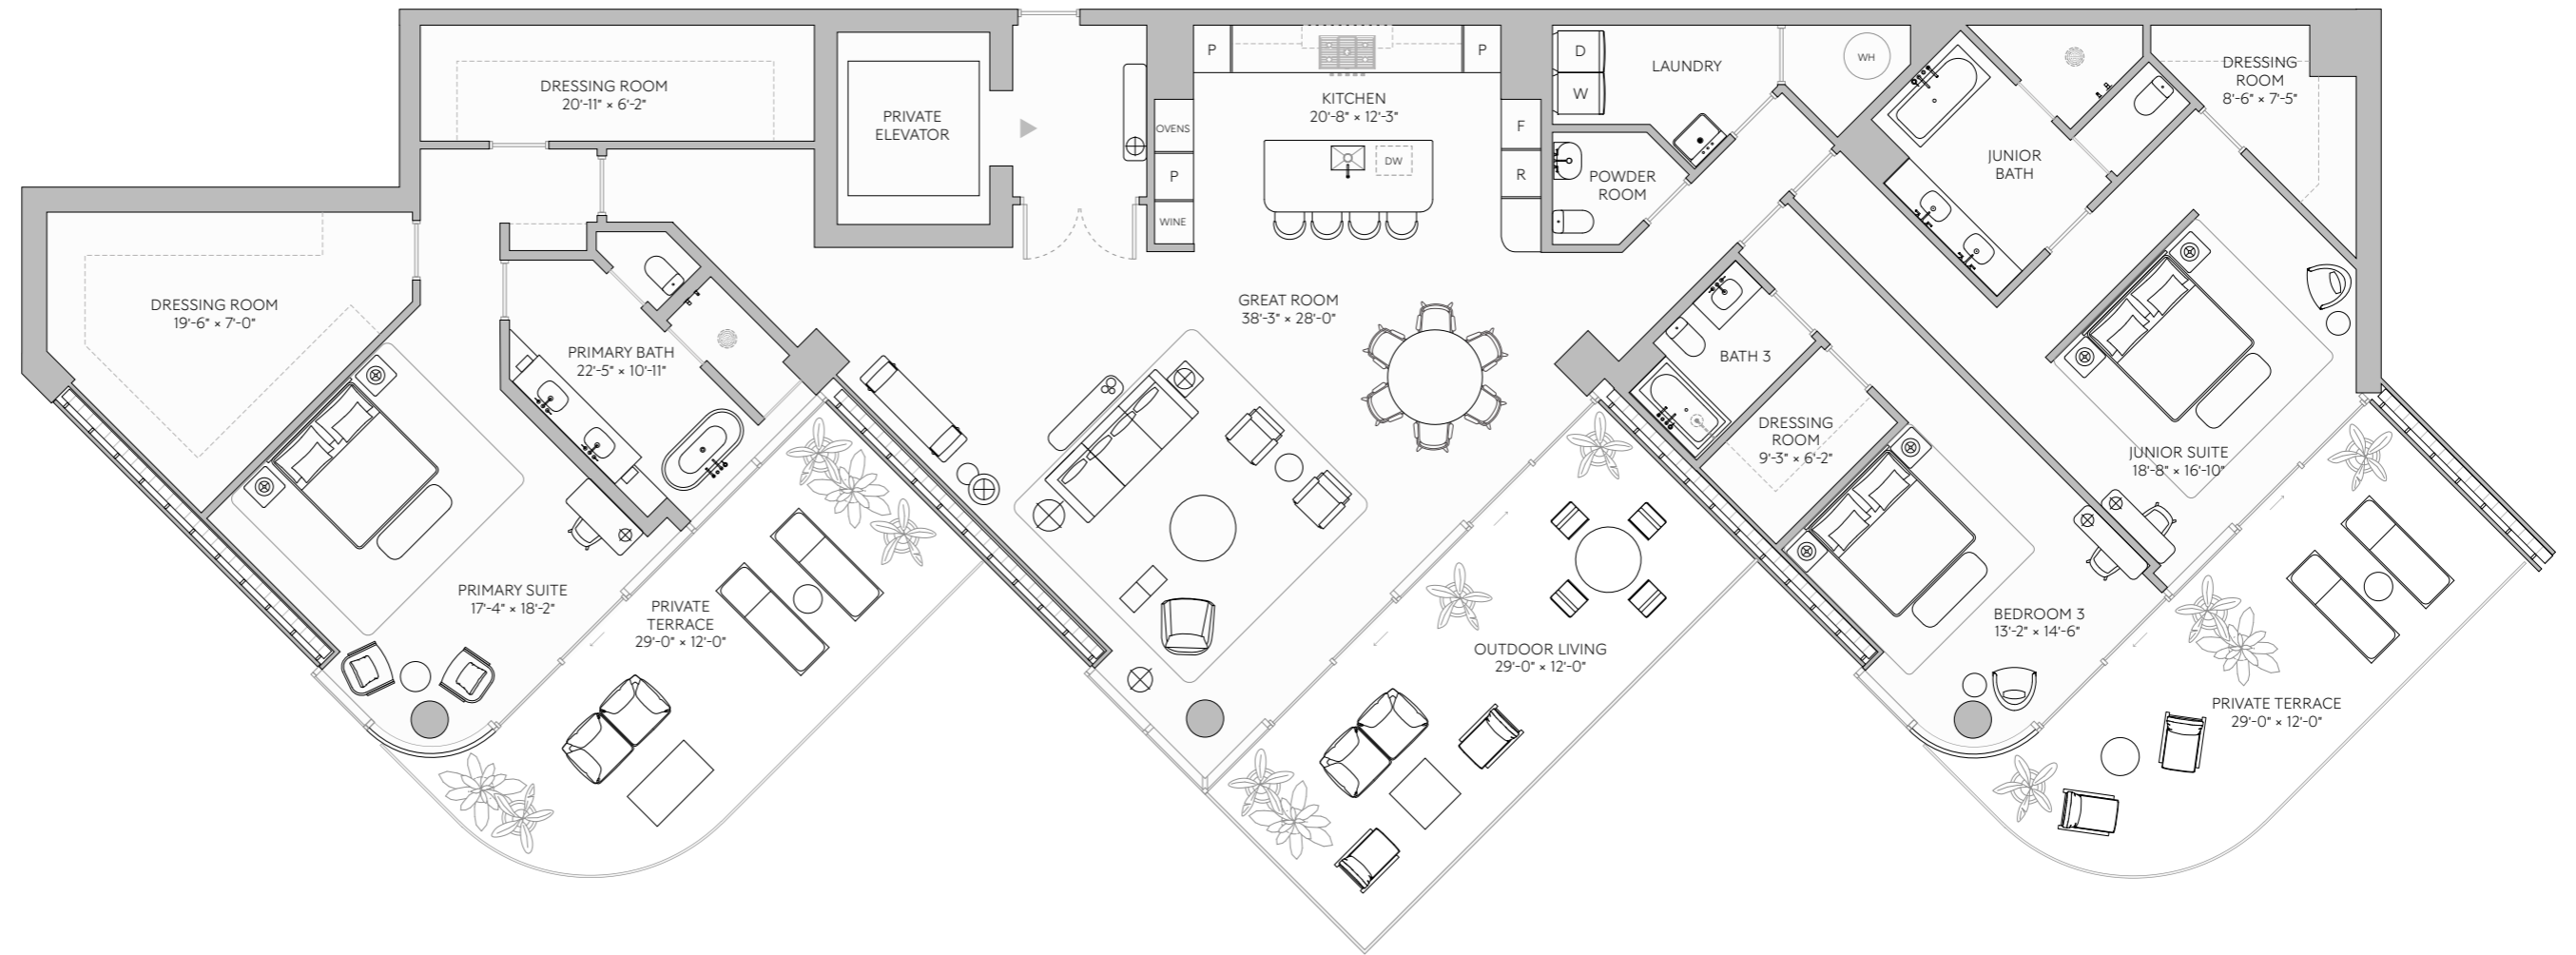 DRESSING ROOM
20'-11" × 6'-2"
PRIVATE
ELEVATOR
P
P
KITCHEN
20'-8" × 12'-3"
OVENS
P
WINE
DW
F
R
D
W
LAUNDRY
WH
POWDER
ROOM
JUNIOR
BATH
DRESSING
ROOM
8'-6" × 7'-5"
DRESSING ROOM
19'-6" × 7'-0"
PRIMARY BATH
22'-5" × 10'-11"
GREAT ROOM
38'-3" × 28'-0"
BATH 3
DRESSING
ROOM
9'-3" × 6'-2"
JUNIOR SUITE
18'-8" × 16'-10"
PRIMARY SUITE
17'-4" × 18'-2"
PRIVATE
TERRACE
29'-0" × 12'-0"
OUTDOOR LIVING
29'-0" × 12'-0"
BEDROOM 3
13'-2" × 14'-6"
PRIVATE TERRACE
29'-0" × 12'-0"